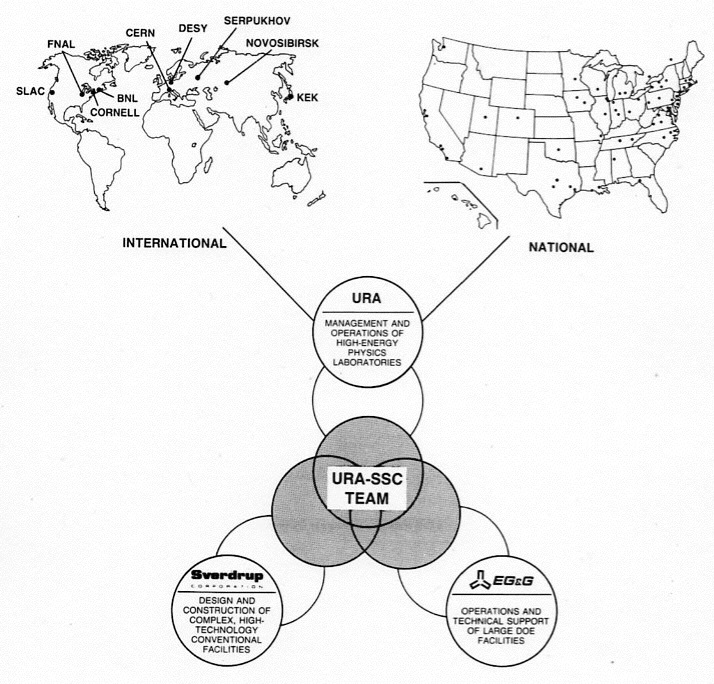 SERPUKHOV
DESY
CERN
NOVOSIBIRSK
FNAL
SLAC
BNL
KEK
CORNELL
INTERNATIONAL
NATIONAL
URA
MANAGEMENT AND
OPERATIONS OF
HIGH-ENERGY
PHYSICS
LABORATORIES
URA-SSC
TEAM
Sverdrup
CORPORATION
DESIGN AND
CONSTRUCTION OF
COMPLEX, HIGH-
TECHNOLOGY
CONVENTIONAL
FACILITIES
EG&G
OPERATIONS AND
TECHNICAL SUPPORT
OF LARGE DOE
FACILITIES